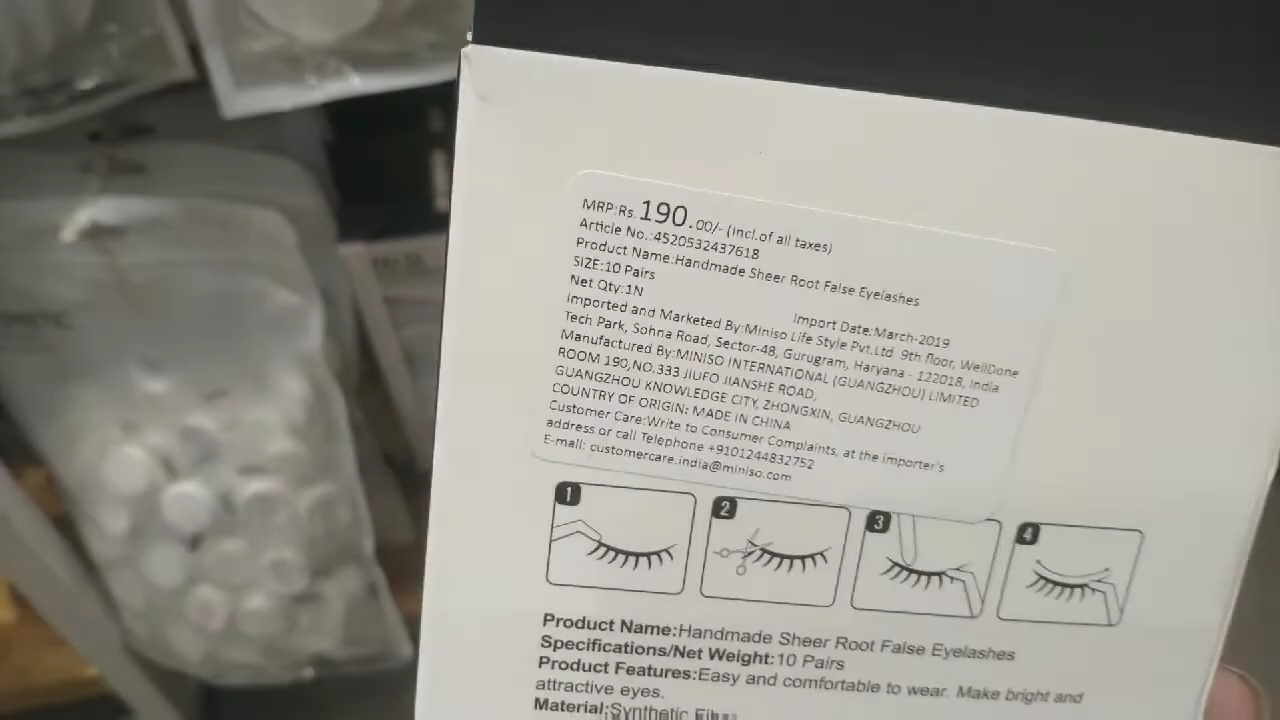 MRP:Rs.190.00/- (Incl.of all taxes)
Article No.:4520532437618
Product Name:Handmade Sheer Root False Eyelashes
SIZE:10 Pairs
Net Qty:1N
Import Date:March-2019
Imported and Marketed By:Miniso Life Style Pvt.Ltd 9th floor, WellDone
Tech Park, Sohna Road, Sector-48, Gurugram, Haryana - 122018, India
Manufactured By:MINISO INTERNATIONAL (GUANGZHOU) LIMITED
ROOM 190,NO.333 JIUFO JIANSHE ROAD,
GUANGZHOU KNOWLEDGE CITY, ZHONGXIN, GUANGZHOU
COUNTRY OF ORIGIN: MADE IN CHINA
Customer Care:Write to Consumer Complaints, at the importer's
address or call Telephone +9101244832752
E-mail: customercare.india@miniso.com
1 2 3 4
Product Name:Handmade Sheer Root False Eyelashes
Specifications/Net Weight:10 Pairs
Product Features:Easy and comfortable to wear. Make bright and
attractive eyes.
Material:Synthetic